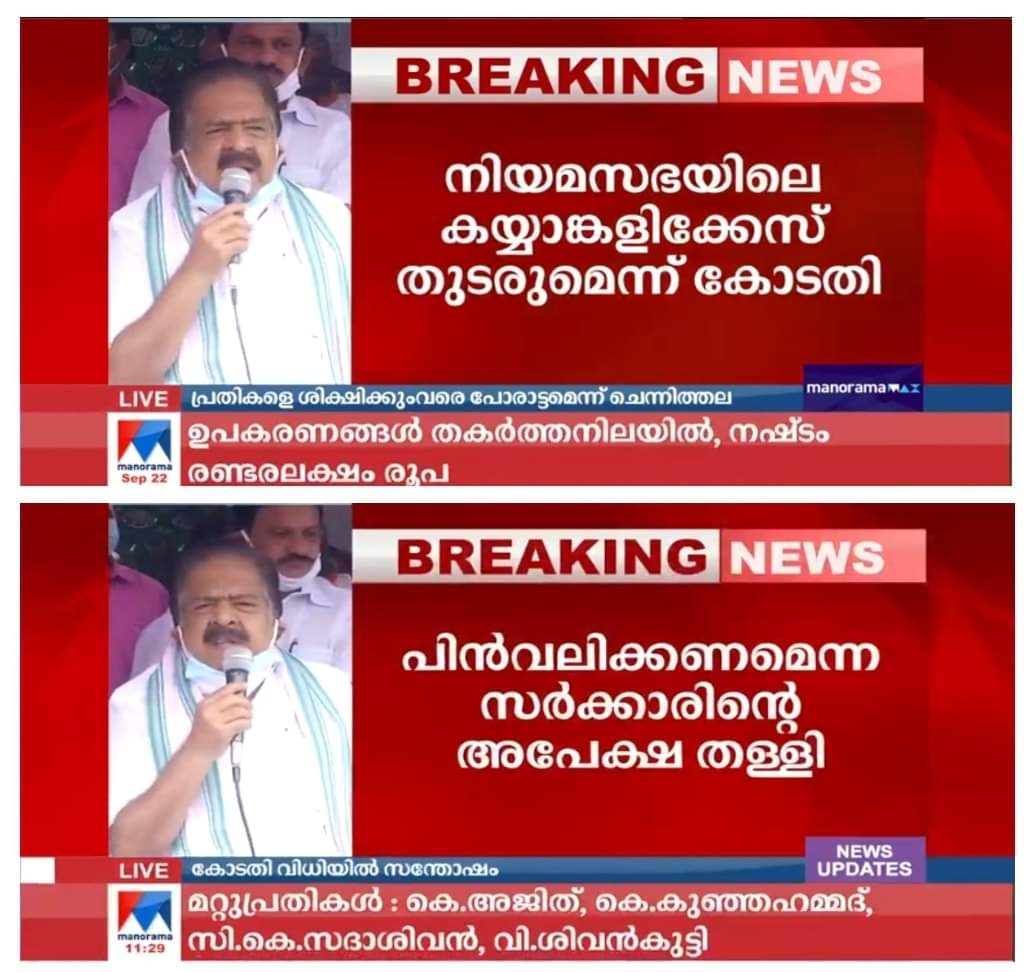 BREAKING NEWS
നിയമസഭയിലെ
കയ്യാങ്കളിക്കേസ്
തുടരുമെന്ന് കോടതി
manorama MAX
LIVE പ്രതികളെ ശിക്ഷിക്കുംവരെ പോരാട്ടമെന്ന് ചെന്നിത്തല
ഉപകരണങ്ങൾ തകർത്തനിലയിൽ, നഷ്ടം
രണ്ടരലക്ഷം രൂപ
manorama
Sep 22
BREAKING NEWS
പിൻവലിക്കണമെന്ന
സർക്കാരിന്റെ
അപേക്ഷ തള്ളി
NEWS
UPDATES
LIVE കോടതി വിധിയിൽ സന്തോഷം
മറ്റുപ്രതികൾ : കെ.അജിത്, കെ.കുഞ്ഞഹമ്മദ്,
സി.കെ.സദാശിവൻ, വി.ശിവൻകുട്ടി
manorama
11:29